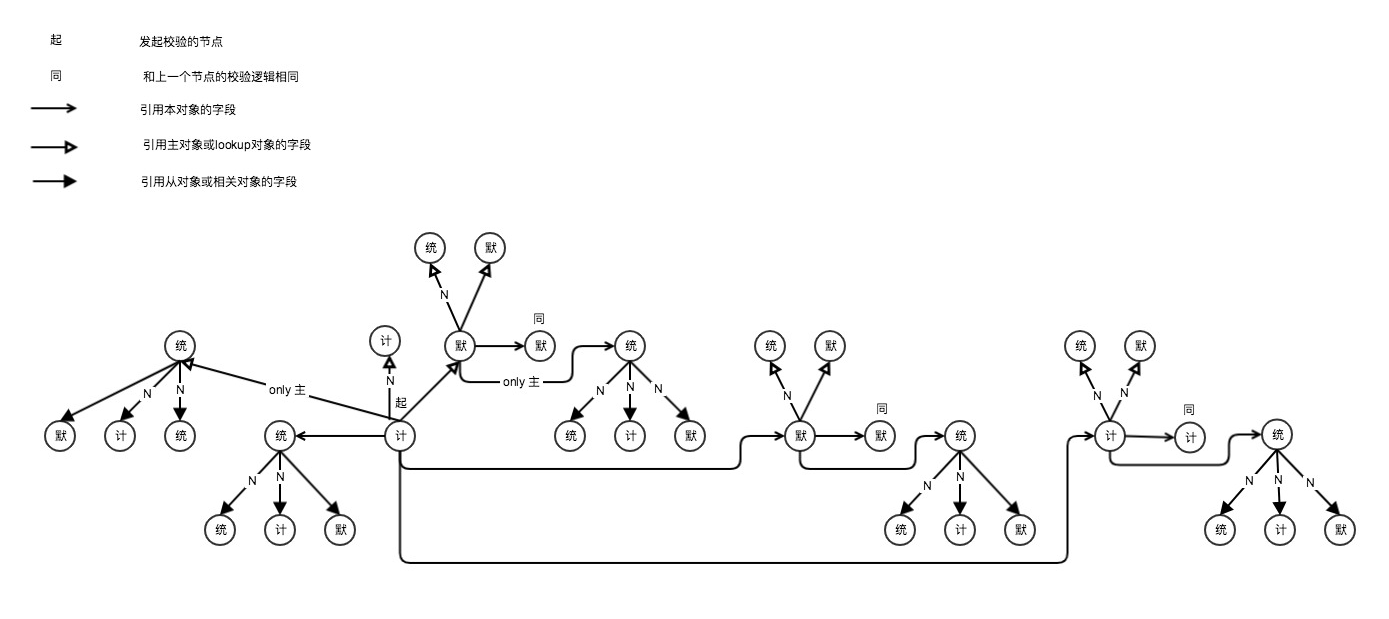 起 发起校验的节点
同 和上一个节点的校验逻辑相同
引用本对象的字段
引用主对象或lookup对象的字段
引用从对象或相关对象的字段
统 默
N
同
统 计 默 默 统 统 默 统 默
only 主 N only 主
N N 起 N N N N N N
同 同
默 计 统 统 计 统 计 默 默 默 统 计 计 统
N N N N N N N
统 计 默 统 计 默 统 计 默